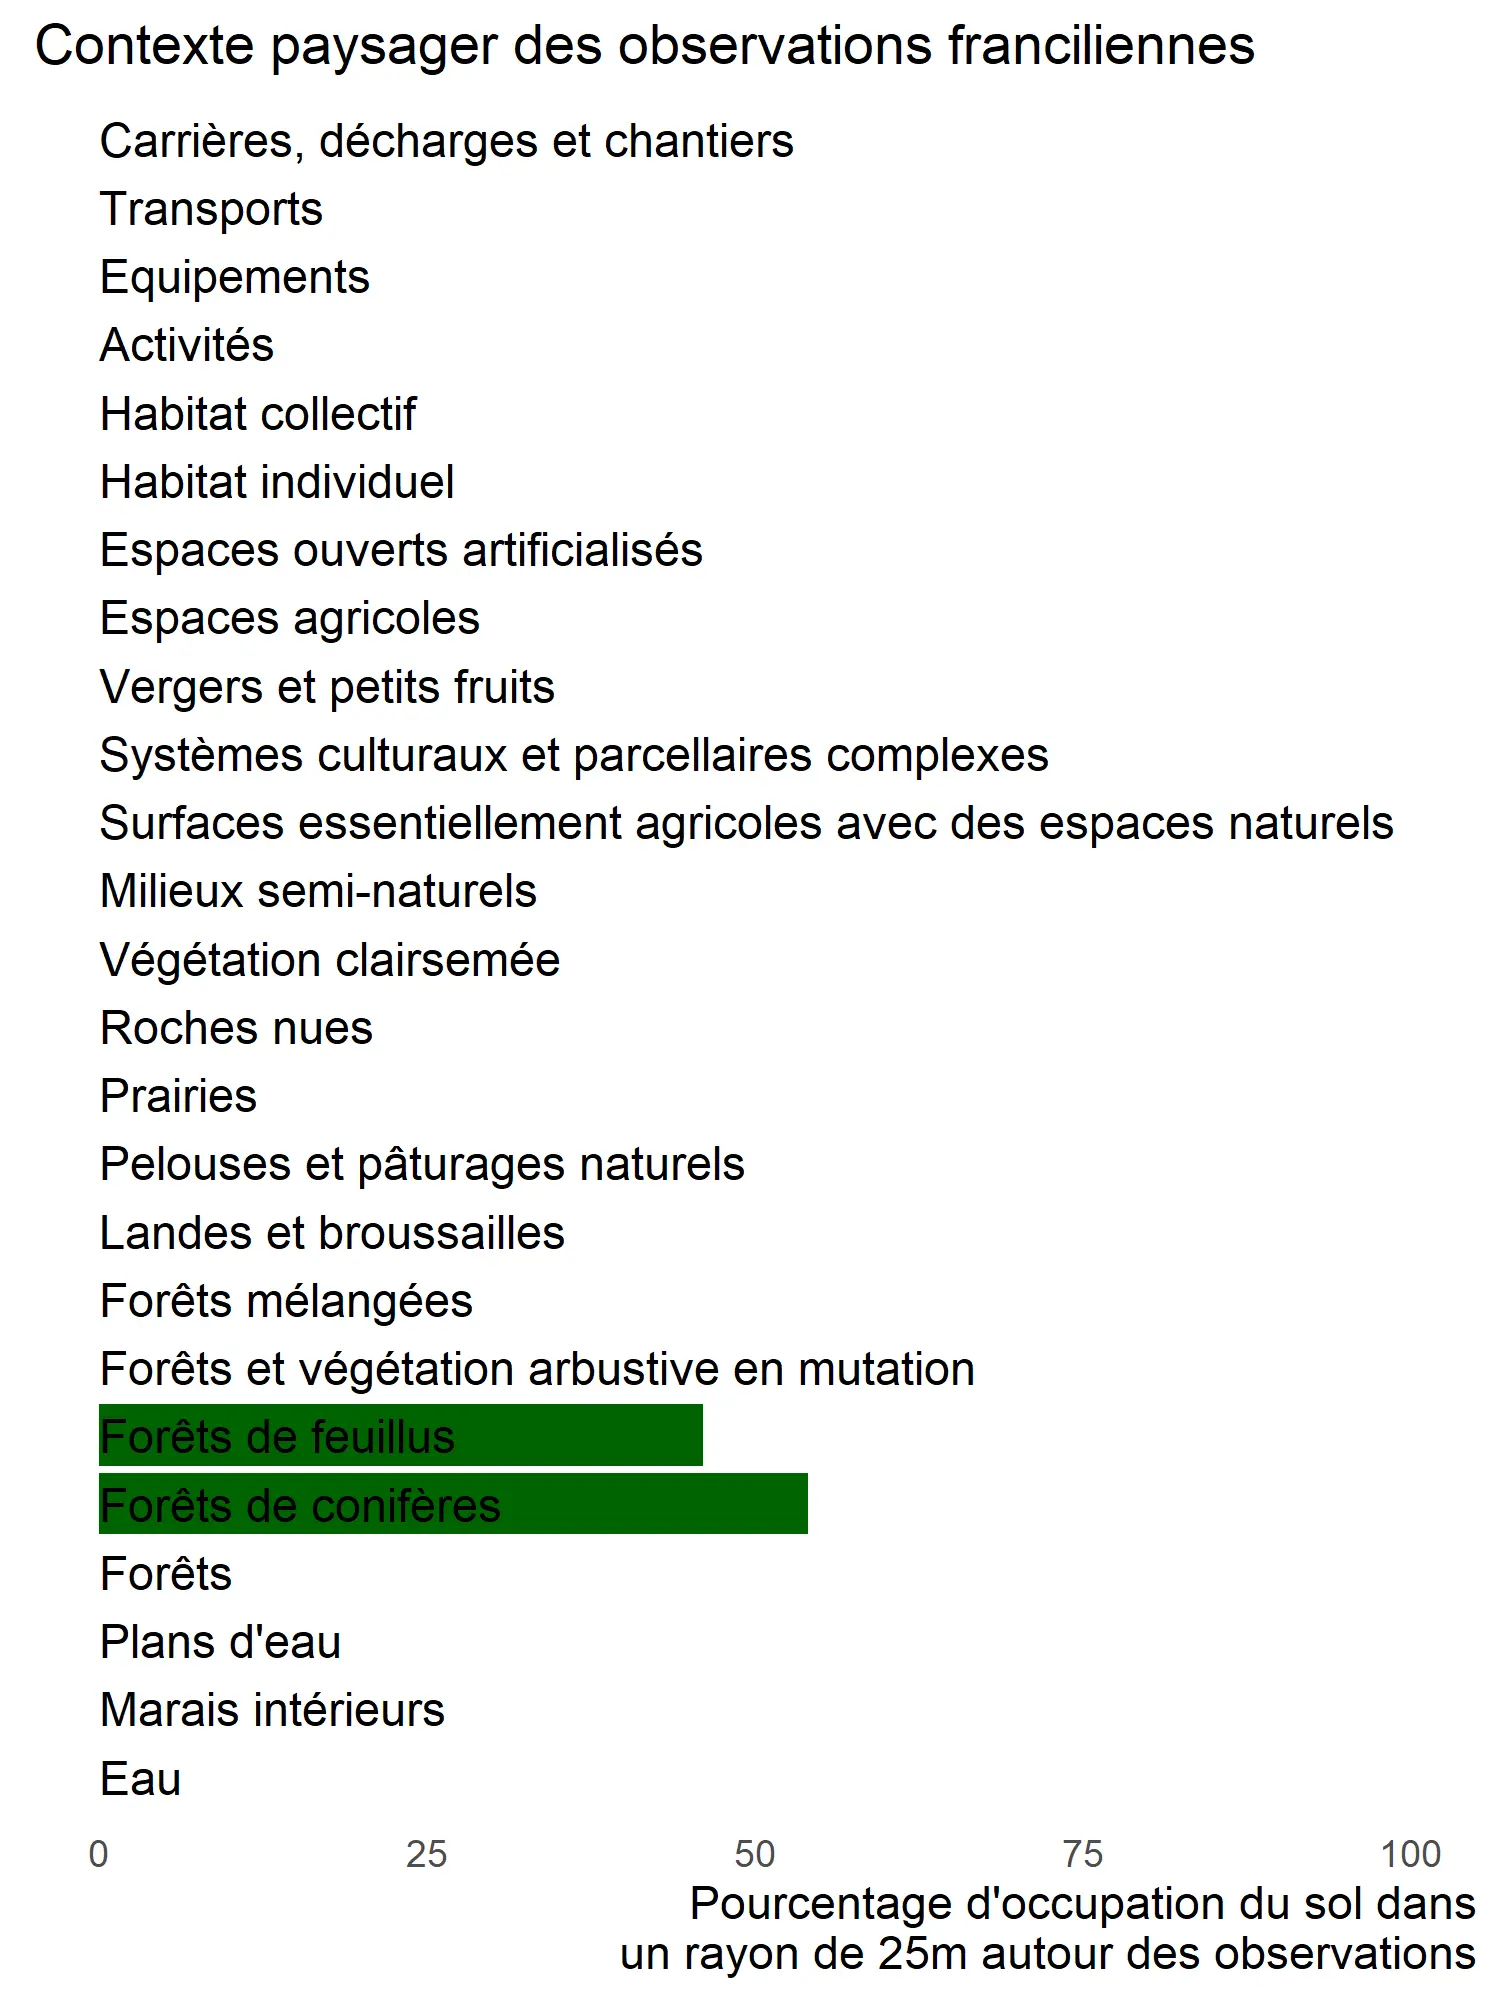 Contexte paysager des observations franciliennes
Carrières, décharges et chantiers
Transports
Equipements
Activités
Habitat collectif
Habitat individuel
Espaces ouverts artificialisés
Espaces agricoles
Vergers et petits fruits
Systèmes culturaux et parcellaires complexes
Surfaces essentiellement agricoles avec des espaces naturels
Milieux semi-naturels
Végétation clairsemée
Roches nues
Prairies
Pelouses et pâturages naturels
Landes et broussailles
Forêts mélangées
Forêts et végétation arbustive en mutation
Forêts de feuillus
Forêts de conifères
Forêts
Plans d'eau
Marais intérieurs
Eau
0 25 50 75 100
Pourcentage d'occupation du sol dans
un rayon de 25m autour des observations